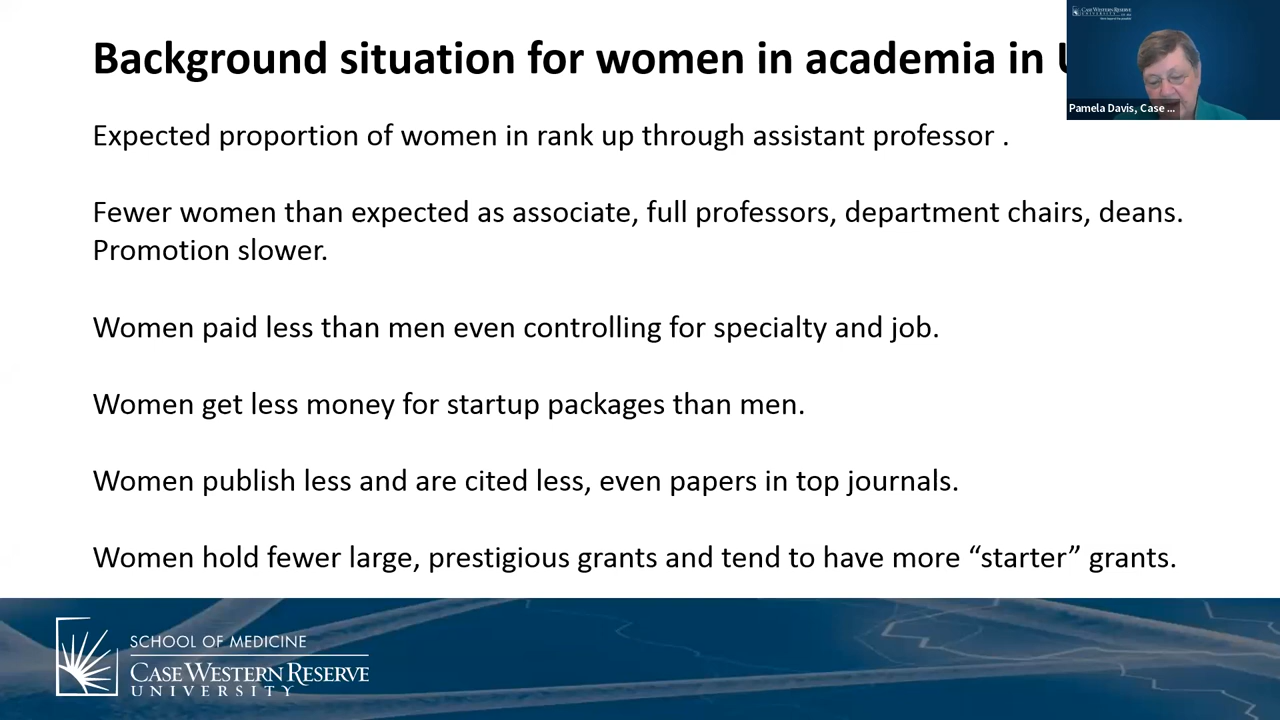 Background situation for women in academia in
Expected proportion of women in rank up through assistant professor .
Fewer women than expected as associate, full professors, department chairs, deans.
Promotion slower.
Women paid less than men even controlling for specialty and job.
Women get less money for startup packages than men.
Women publish less and are cited less, even papers in top journals.
Women hold fewer large, prestigious grants and tend to have more “starter” grants.
CASE WESTERN RESERVE
UNIVERSITY
Pamela Davis, Case ...
SCHOOL OF MEDICINE
CASE WESTERN RESERVE
UNIVERSITY